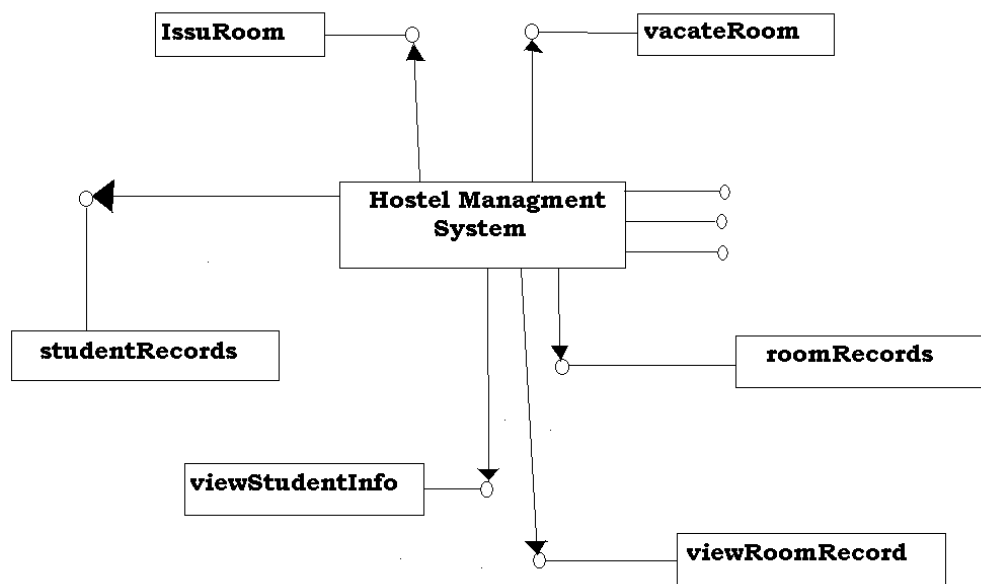 IssuRoom
vacateRoom
Hostel Managment
System
studentRecords
roomRecords
viewStudentInfo
viewRoomRecord